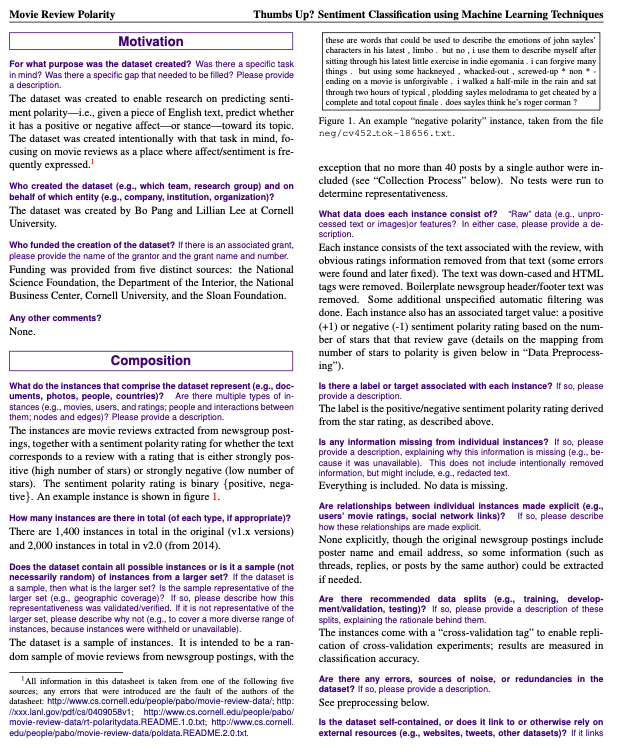 Movie Review Polarity
Thumbs Up? Sentiment Classification using Machine Learning Techniques
Motivation
For what purpose was the dataset created? Was there a specific task
in mind? Was there a specific gap that needed to be filled? Please provide
a description.
The dataset was created to enable research on predicting senti-
ment polarity—i.e., given a piece of English text, predict whether
it has a positive or negative affect—or stance—toward its topic.
The dataset was created intentionally with that task in mind, fo-
cusing on movie reviews as a place where affect/sentiment is fre-
quently expressed.1
Who created the dataset (e.g., which team, research group) and on
behalf of which entity (e.g., company, institution, organization)?
The dataset was created by Bo Pang and Lillian Lee at Cornell
University.
Who funded the creation of the dataset? If there is an associated grant,
please provide the name of the grantor and the grant name and number.
Funding was provided from five distinct sources: the National
Science Foundation, the Department of the Interior, the National
Business Center, Cornell University, and the Sloan Foundation.
Any other comments?
None.
Composition
What do the instances that comprise the dataset represent (e.g., doc-
uments, photos, people, countries)? Are there multiple types of in-
stances (e.g., movies, users, and ratings; people and interactions between
them; nodes and edges)? Please provide a description.
The instances are movie reviews extracted from newsgroup post-
ings, together with a sentiment polarity rating for whether the text
corresponds to a review with a rating that is either strongly pos-
itive (high number of stars) or strongly negative (low number of
stars). The sentiment polarity rating is binary {positive, nega-
tive}. An example instance is shown in figure 1.
How many instances are there in total (of each type, if appropriate)?
There are 1,400 instances in total in the original (v1.x versions)
and 2,000 instances in total in v2.0 (from 2014).
Does the dataset contain all possible instances or is it a sample (not
necessarily random) of instances from a larger set? If the dataset is
a sample, then what is the larger set? Is the sample representative of the
larger set (e.g., geographic coverage)? If so, please describe how this
representativeness was validated/verified. If it is not representative of the
larger set, please describe why not (e.g., to cover a more diverse range of
instances, because instances were withheld or unavailable).
The dataset is a sample of instances. It is intended to be a ran-
dom sample of movie reviews from newsgroup postings, with the
1All information in this datasheet is taken from one of the following five
sources; any errors that were introduced are the fault of the authors of the
datasheet: http://www.cs.cornell.edu/people/pabo/movie-review-data/; http:
//xxx.lanl.gov/pdf/cs/0409058v1; http://www.cs.cornell.edu/people/pabo/
movie-review-data/rt-polaritydata.README.1.0.txt; http://www.cs.cornell.
edu/people/pabo/movie-review-data/poldata.README.2.0.txt.
these are words that could be used to describe the emotions of john sayles'
characters in his latest , limbo . but no , i use them to describe myself after
sitting through his latest little exercise in indie egomania . i can forgive many
things . but using some hackneyed , whacked-out , screwed-up * non * -
ending on a movie is unforgivable . i walked a half-mile in the rain and sat
through two hours of typical , plodding sayles melodrama to get cheated by a
complete and total copout finale . does sayles think he's roger corman ?
Figure 1. An example "negative polarity" instance, taken from the file
neg/cv452_tok-18656.txt.
exception that no more than 40 posts by a single author were in-
cluded (see "Collection Process" below). No tests were run to
determine representativeness.
What data does each instance consist of? "Raw" data (e.g., unpro-
cessed text or images)or features? In either case, please provide a de-
scription.
Each instance consists of the text associated with the review, with
obvious ratings information removed from that text (some errors
were found and later fixed). The text was down-cased and HTML
tags were removed. Boilerplate newsgroup header/footer text was
removed. Some additional unspecified automatic filtering was
done. Each instance also has an associated target value: a positive
(+1) or negative (-1) sentiment polarity rating based on the num-
ber of stars that that review gave (details on the mapping from
number of stars to polarity is given below in "Data Preprocess-
ing").
Is there a label or target associated with each instance? If so, please
provide a description.
The label is the positive/negative sentiment polarity rating derived
from the star rating, as described above.
Is any information missing from individual instances? If so, please
provide a description, explaining why this information is missing (e.g., be-
cause it was unavailable). This does not include intentionally removed
information, but might include, e.g., redacted text.
Everything is included. No data is missing.
Are relationships between individual instances made explicit (e.g.,
users' movie ratings, social network links)? If so, please describe
how these relationships are made explicit.
None explicitly, though the original newsgroup postings include
poster name and email address, so some information (such as
threads, replies, or posts by the same author) could be extracted
if needed.
Are there recommended data splits (e.g., training, develop-
ment/validation, testing)? If so, please provide a description of these
splits, explaining the rationale behind them.
The instances come with a "cross-validation tag" to enable repli-
cation of cross-validation experiments; results are measured in
classification accuracy.
Are there any errors, sources of noise, or redundancies in the
dataset? If so, please provide a description.
See preprocessing below.
Is the dataset self-contained, or does it link to or otherwise rely on
external resources (e.g., websites, tweets, other datasets)? If it links